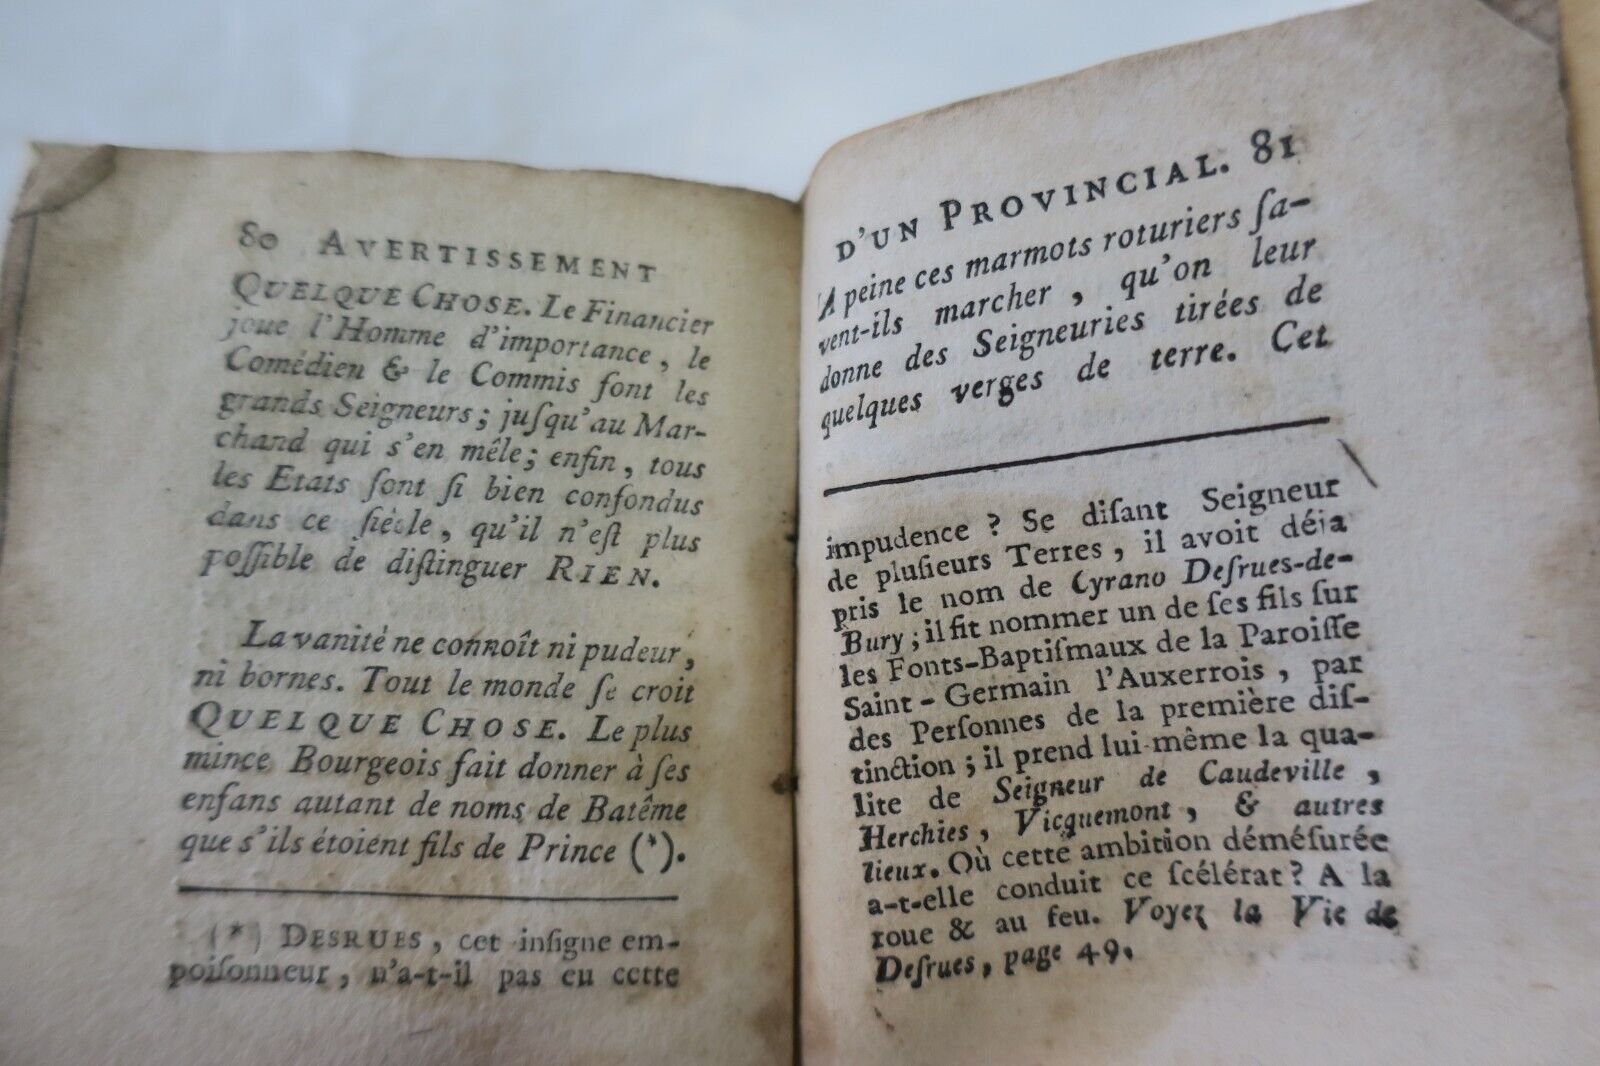 80 AVERTISSEMENT
QUELQUE CHOSE. Le Financier
joue l'Homme d'importance, le
Comédien & le Commis font les
grands Seigneurs; juſqu'au Mar-
chand qui s'en mêle; enfin, tous
les Etats ſont ſi bien confondus
dans ce ſiècle, qu'il n'eſt plus
poſſible de diſtinguer RIEN.
La vanité ne connoît ni pudeur,
ni bornes. Tout le monde ſe croit
QUELQUE CHOSE. Le plus
mince Bourgeois fait donner à ſes
enfans autant de noms de Batême
que s'ils étoient fils de Prince (*).
(*) DESRUES, cet inſigne em-
poiſonneur, n'a-t-il pas eu cette
D'UN PROVINCIAL. 81
A peine ces marmots roturiers ſa-
vent-ils marcher, qu'on leur
donne des Seigneuries tirées de
quelques verges de terre. Cet
impudence? Se diſant Seigneur
de pluſieurs Terres, il avoit déja
pris le nom de Cyrano Deſrues-de-
Bury; il fit nommer un de ſes fils ſur
les Fonts-Baptiſmaux de la Paroiſſe
Saint-Germain l'Auxerrois, par
des Perſonnes de la première diſ-
tinction; il prend lui-même la qua-
lite de Seigneur de Caudeville,
Herchies, Vicquemont, & autres
lieux. Où cette ambition déméſurée
a-t-elle conduit ce ſcélérat? A la
roue & au feu. Voyez la Vie de
Deſrues, page 49.